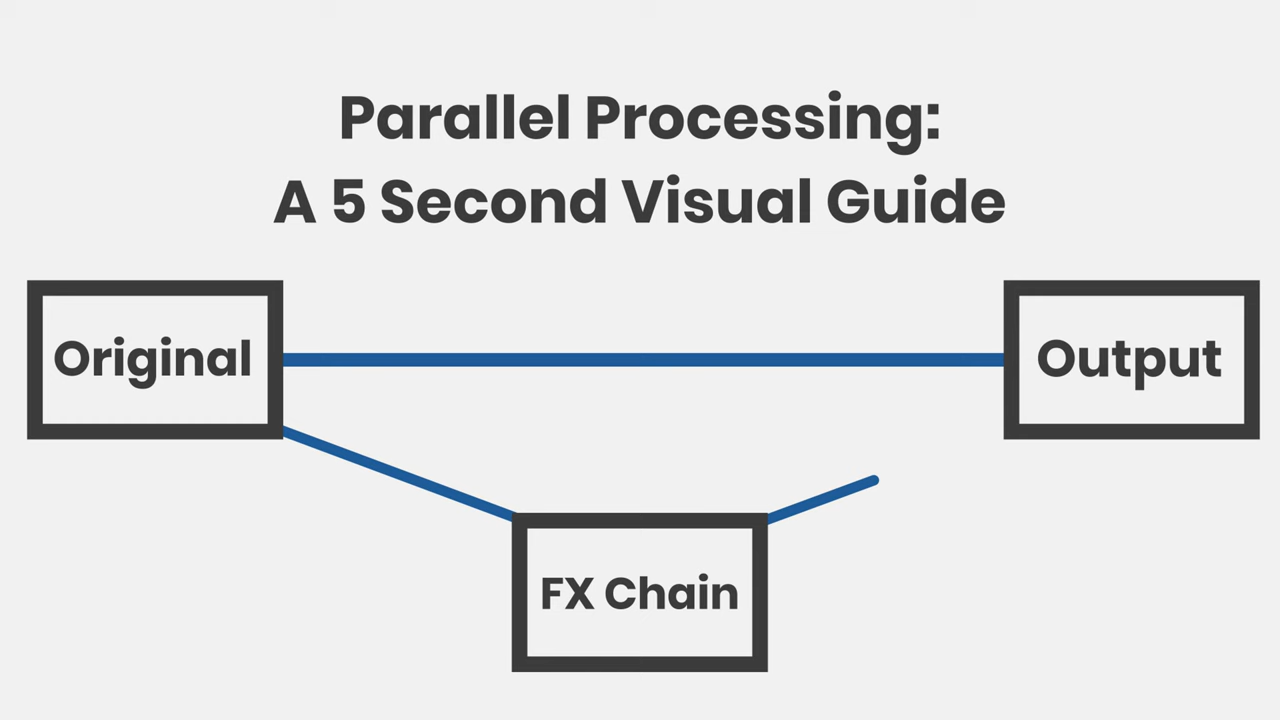 Parallel Processing:
A 5 Second Visual Guide
Original
Output
FX Chain